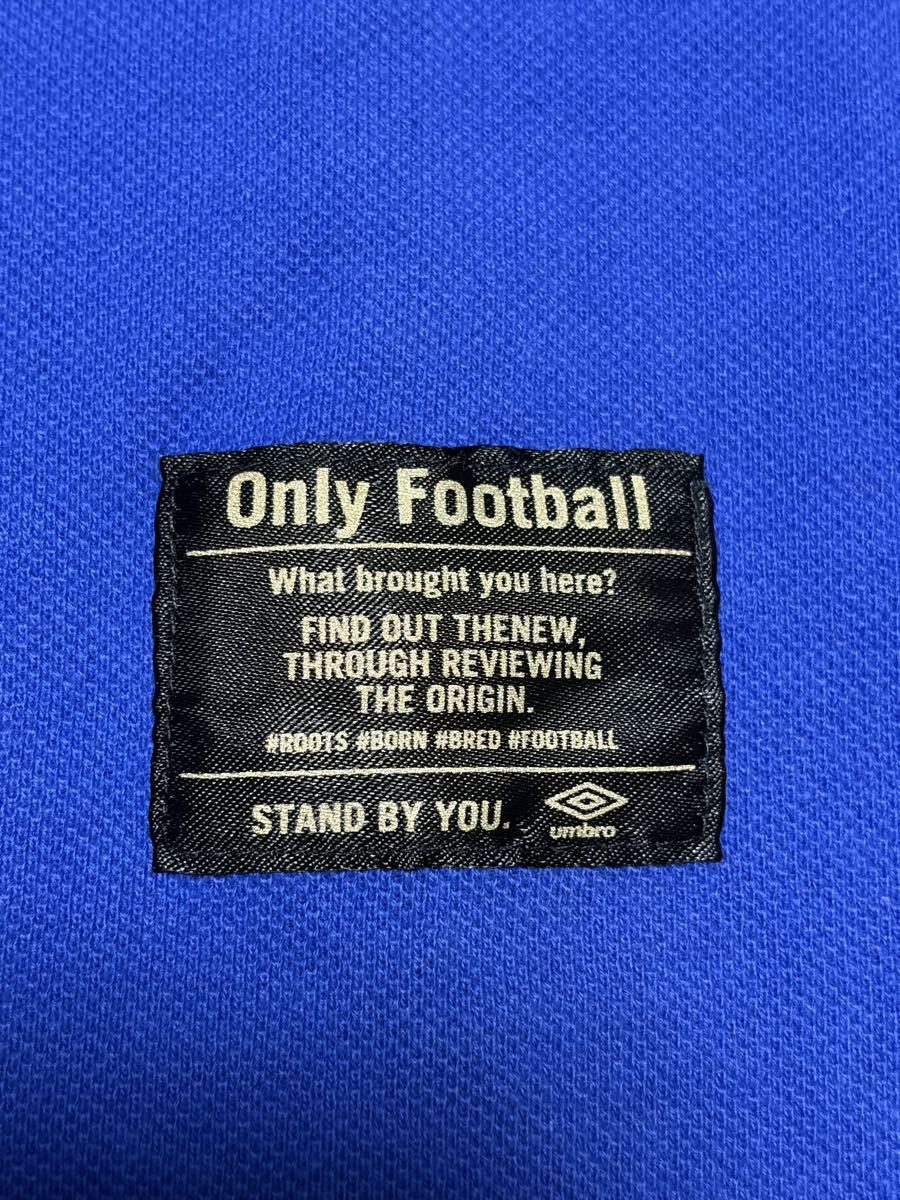 Only Football
What brought you here?
FIND OUT THENEW,
THROUGH REVIEWING
THE ORIGIN.
#ROOTS #BORN #BRED #FOOTBALL
STAND BY YOU.
umbro